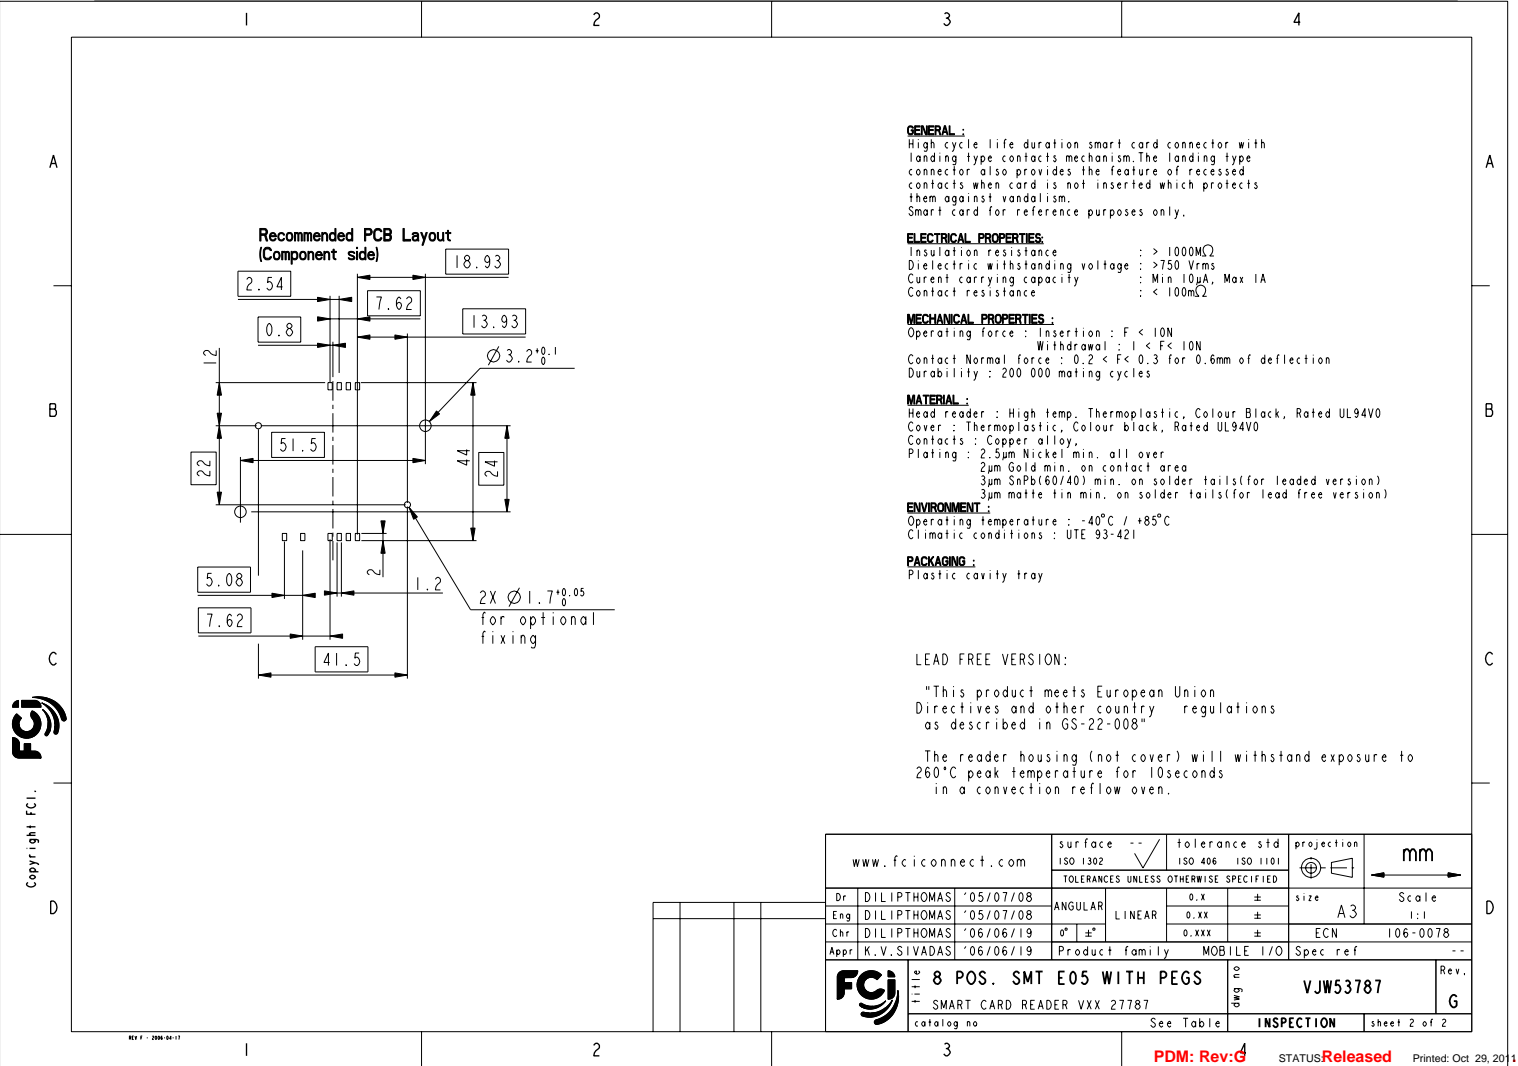 1 2 3 4
A A
B B
C C
D D
Recommended PCB Layout
(Component side)
18.93
2.54
7.62
0.8
13.93
12
Ø3.2+0.1 0
51.5
22
44
24
5.08
2
1.2
7.62
2X Ø1.7+0.05 0
for optional
fixing
41.5
GENERAL :
High cycle life duration smart card connector with
landing type contacts mechanism.The landing type
connector also provides the feature of recessed
contacts when card is not inserted which protects
them against vandalism.
Smart card for reference purposes only.
ELECTRICAL PROPERTIES:
Insulation resistance : > 1000MΩ
Dielectric withstanding voltage : >750 Vrms
Curent carrying capacity : Min 10µA, Max 1A
Contact resistance : < 100mΩ
MECHANICAL PROPERTIES :
Operating force : Insertion : F < 10N
Withdrawal : 1 < F< 10N
Contact Normal force : 0.2 < F< 0.3 for 0.6mm of deflection
Durability : 200 000 mating cycles
MATERIAL :
Head reader : High temp. Thermoplastic, Colour Black, Rated UL94V0
Cover : Thermoplastic, Colour black, Rated UL94V0
Contacts : Copper alloy,
Plating : 2.5µm Nickel min. all over
2µm Gold min. on contact area
3µm SnPb(60/40) min. on solder tails(for leaded version)
3µm matte tin min. on solder tails(for lead free version)
ENVIRONMENT :
Operating temperature : -40°C / +85°C
Climatic conditions : UTE 93-421
PACKAGING :
Plastic cavity tray
LEAD FREE VERSION:
"This product meets European Union
Directives and other country regulations
as described in GS-22-008"
The reader housing (not cover) will withstand exposure to
260°C peak temperature for 10seconds
in a convection reflow oven.
FCi
Copyright FCI.
www.fciconnect.com
surface --
ISO 1302
tolerance std
ISO 406 ISO 1101
projection
mm
TOLERANCES UNLESS OTHERWISE SPECIFIED
Dr DILIPTHOMAS '05/07/08
Eng DILIPTHOMAS '05/07/08
Chr DILIPTHOMAS '06/06/19
Appr K.V.SIVADAS '06/06/19
ANGULAR
0° ±°
LINEAR
0.X ±
0.XX ±
0.XXX ±
size A3
Scale 1:1
ECN 106-0078
Product family MOBILE I/O
Spec ref --
FCi
title
8 POS. SMT E05 WITH PEGS
SMART CARD READER VXX 27787
dwg no
VJW53787
Rev.
G
catalog no See Table
INSPECTION
sheet 2 of 2
REV F - 2006-04-17
1 2 3 4
PDM: Rev:G STATUS:Released Printed: Oct 29, 2011